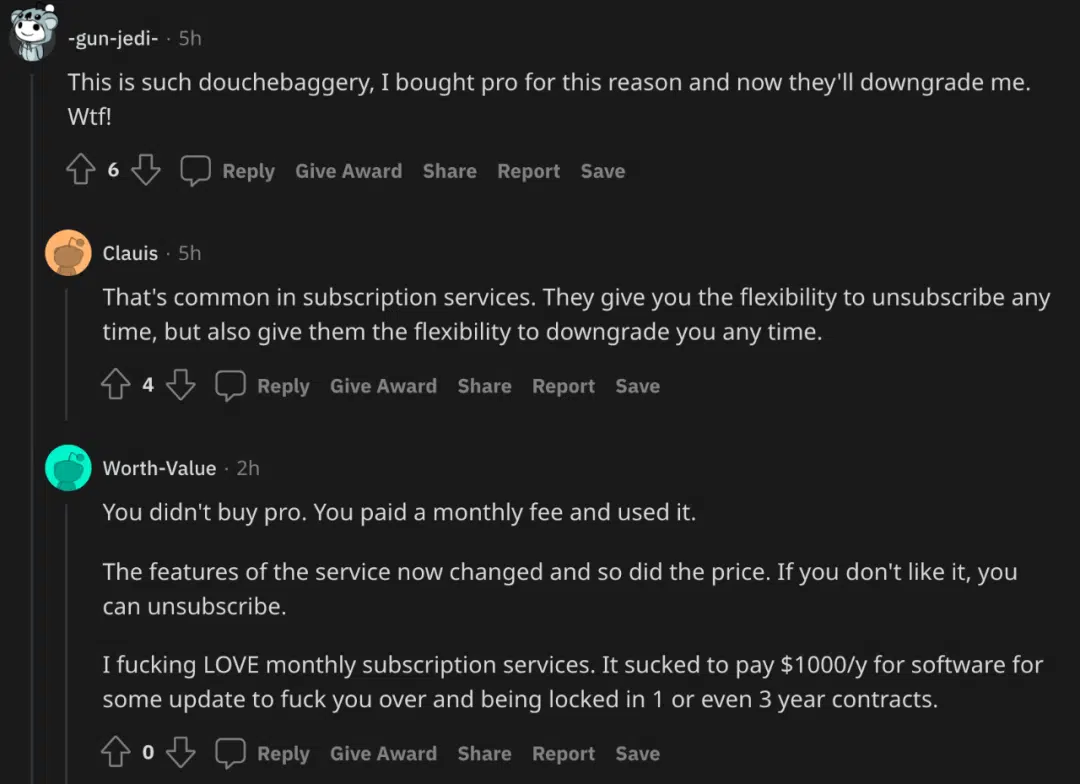 -gun-jedi- · 5h
This is such douchebaggery, I bought pro for this reason and now they'll downgrade me.
Wtf!
6 Reply Give Award Share Report Save
Clauis · 5h
That's common in subscription services. They give you the flexibility to unsubscribe any
time, but also give them the flexibility to downgrade you any time.
4 Reply Give Award Share Report Save
Worth-Value · 2h
You didn't buy pro. You paid a monthly fee and used it.
The features of the service now changed and so did the price. If you don't like it, you
can unsubscribe.
I fucking LOVE monthly subscription services. It sucked to pay $1000/y for software for
some update to fuck you over and being locked in 1 or even 3 year contracts.
0 Reply Give Award Share Report Save